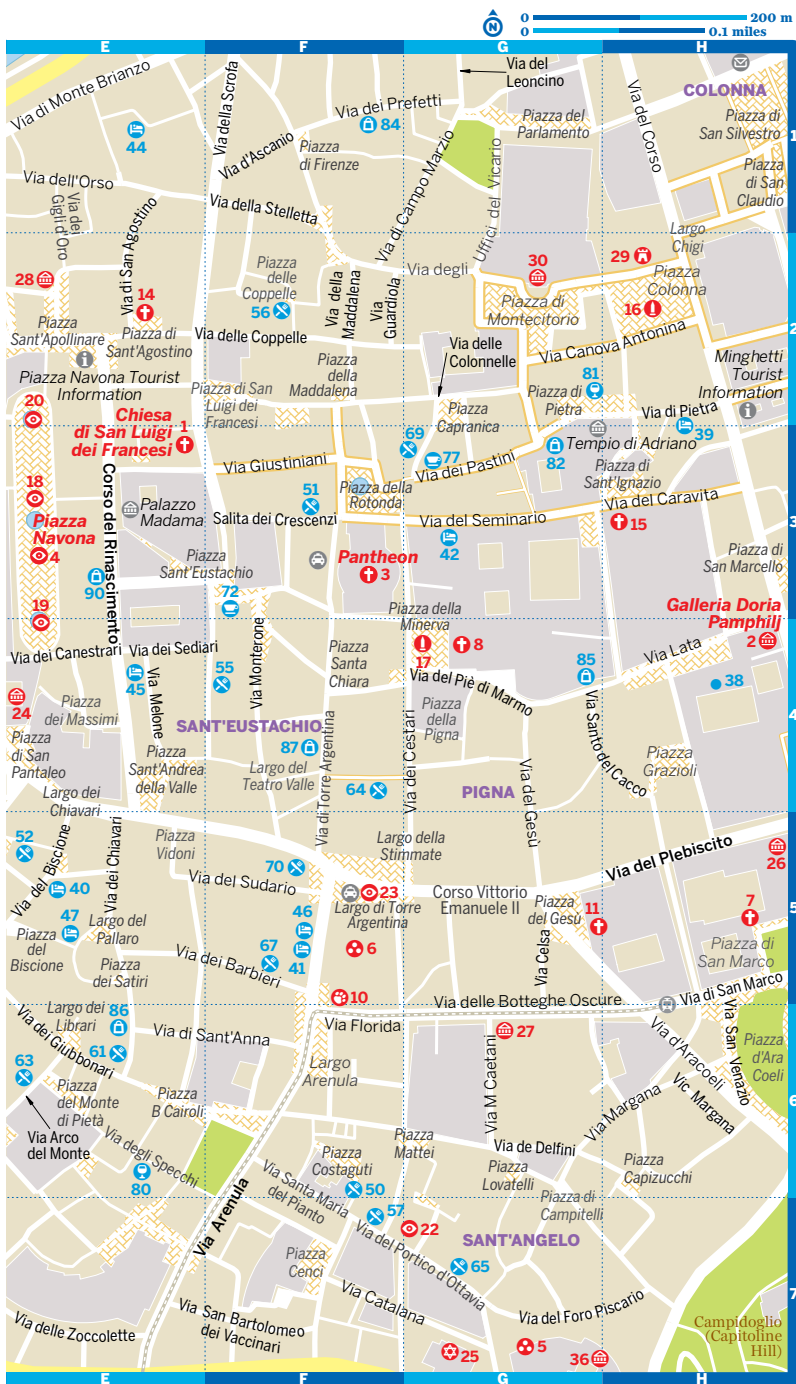 N
0 200 m
0 0.1 miles
E F G H
Via di Monte Brianzo
Via della Scrofa
Via dei Prefetti
84
Via del
Leoncino
Piazza del
Parlamento
Via del Corso
COLONNA
Piazza di
San Silvestro
1
44
Via d'Ascanio
Piazza
di Firenze
Via di Campo Marzio
Uffici del Vicario
Piazza
di San
Claudio
Via dell'Orso
Via dei
Gigli d'Oro
Via di San Agostino
Via della Stelletta
Largo
Chigi
28
14
Piazza
delle
Coppelle
56
Via della
Maddalena
Via
Guardiola
Via degli
30
Piazza di
Montecitorio
29
Piazza
Colonna
16
2
Piazza
Sant'Apollinare
Piazza di
Sant'Agostino
Via delle Coppelle
Via delle
Colonnelle
Via Canova Antonina
Piazza Navona Tourist
Information
Piazza
della
Maddalena
Piazza di San
Luigi dei
Francesi
81
Piazza di
Pietra
Minghetti
Tourist
Information
20
Chiesa
di San Luigi
dei Francesi
1
Piazza
Capranica
69
77
Via dei Pastini
82
Tempio di Adriano
Via di Pietra
39
Via Giustiniani
Piazza della
Rotonda
51
Piazza di
Sant'Ignazio
18
Corso del Rinascimento
Palazzo
Madama
Salita dei Crescenzi
Via del Seminario
42
Via del Caravita
15
3
Piazza
Navona
4
Piazza
Sant'Eustachio
Pantheon
3
Piazza di
San Marcello
90
72
19
Piazza della
Minerva
17
8
Galleria Doria
Pamphilj
2
Via dei Canestrari
Via dei Sediari
45
55
Via Monterone
Piazza
Santa
Chiara
Via del Piè di Marmo
85
Via Lata
38
24
Piazza
dei Massimi
Via Melone
Piazza
della
Pigna
Via Santo del Cacco
4
SANT'EUSTACHIO
87
Largo del
Teatro Valle
Via di Torre Argentina
Via dei Cestari
Piazza
di San
Pantaleo
Piazza
Sant'Andrea
della Valle
Piazza
Grazioli
64
PIGNA
Via del Gesù
Largo dei
Chiavari
52
Via del Biscione
Via dei Chiavari
Piazza
Vidoni
Largo della
Stimmate
Via del Plebiscito
26
70
Via del Sudario
40
23
Largo di Torre
Argentina
Corso Vittorio
Emanuele II
Piazza
del Gesù
11
7
5
47
Largo del
Pallaro
46
41
67
6
Via Celsa
Piazza di
San Marco
Piazza
del
Biscione
Via dei Barbieri
Piazza
dei Satiri
10
Via delle Botteghe Oscure
Via di San Marco
Largo dei
Librari
86
Via di Sant'Anna
Via Florida
27
Via San Venazio
Via dei Giubbonari
61
63
Largo
Arenula
Via M Caetani
Via d'Aracoeli
Piazza
d'Ara
Coeli
6
Piazza
del Monte
di Pietà
Piazza
B Cairoli
Via Margana
Vic Margana
Via Arco
del Monte
Via degli Specchi
80
Piazza
Costaguti
50
Piazza
Mattei
Via de Delfini
Piazza
Lovatelli
Piazza
Capizucchi
Via Arenula
Via Santa Maria
del Pianto
57
22
Piazza di
Campitelli
SANT'ANGELO
Piazza
Cenci
Via del Portico d'Ottavia
65
7
Via Catalana
Via delle Zoccolette
Via San Bartolomeo
dei Vaccinari
Via del Foro Piscario
Campidoglio
(Capitoline
Hill)
25
5
36
E F G H